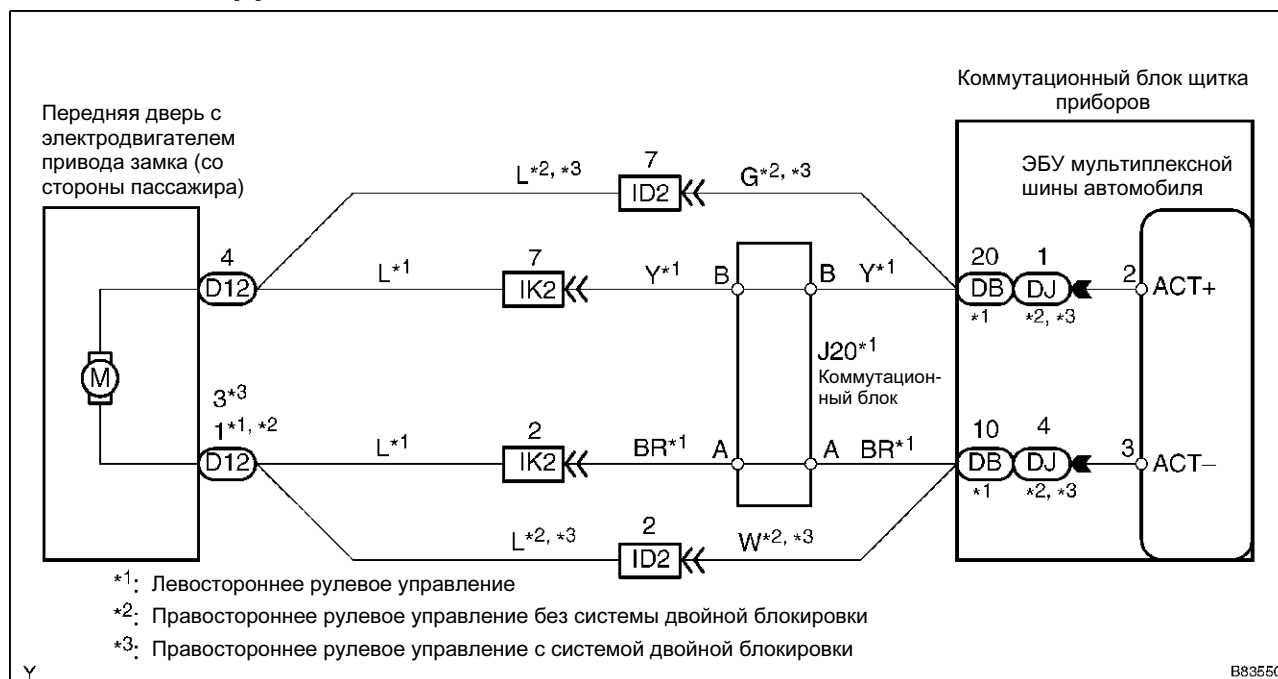 Коммутационный блок щитка
приборов
Передняя дверь с
электродвигателем
привода замка (со
стороны пассажира)
ЭБУ мультиплексной
шины автомобиля
7
L*2, *3
ID2
G*2, *3
4
D12
L*1
7
IK2
Y*1
B
B
Y*1
20
1
DB
DJ
*1
*2, *3
2
ACT+
M
J20*1
Коммутацион-
ный блок
3*3
1*1, *2
D12
L*1
2
IK2
BR*1
A
A
BR*1
10
4
DB
DJ
*1
*2, *3
3
ACT–
2
L*2, *3
ID2
W*2, *3
*1: Левостороннее рулевое управление
*2: Правостороннее рулевое управление без системы двойной блокировки
*3: Правостороннее рулевое управление с системой двойной блокировки
Y